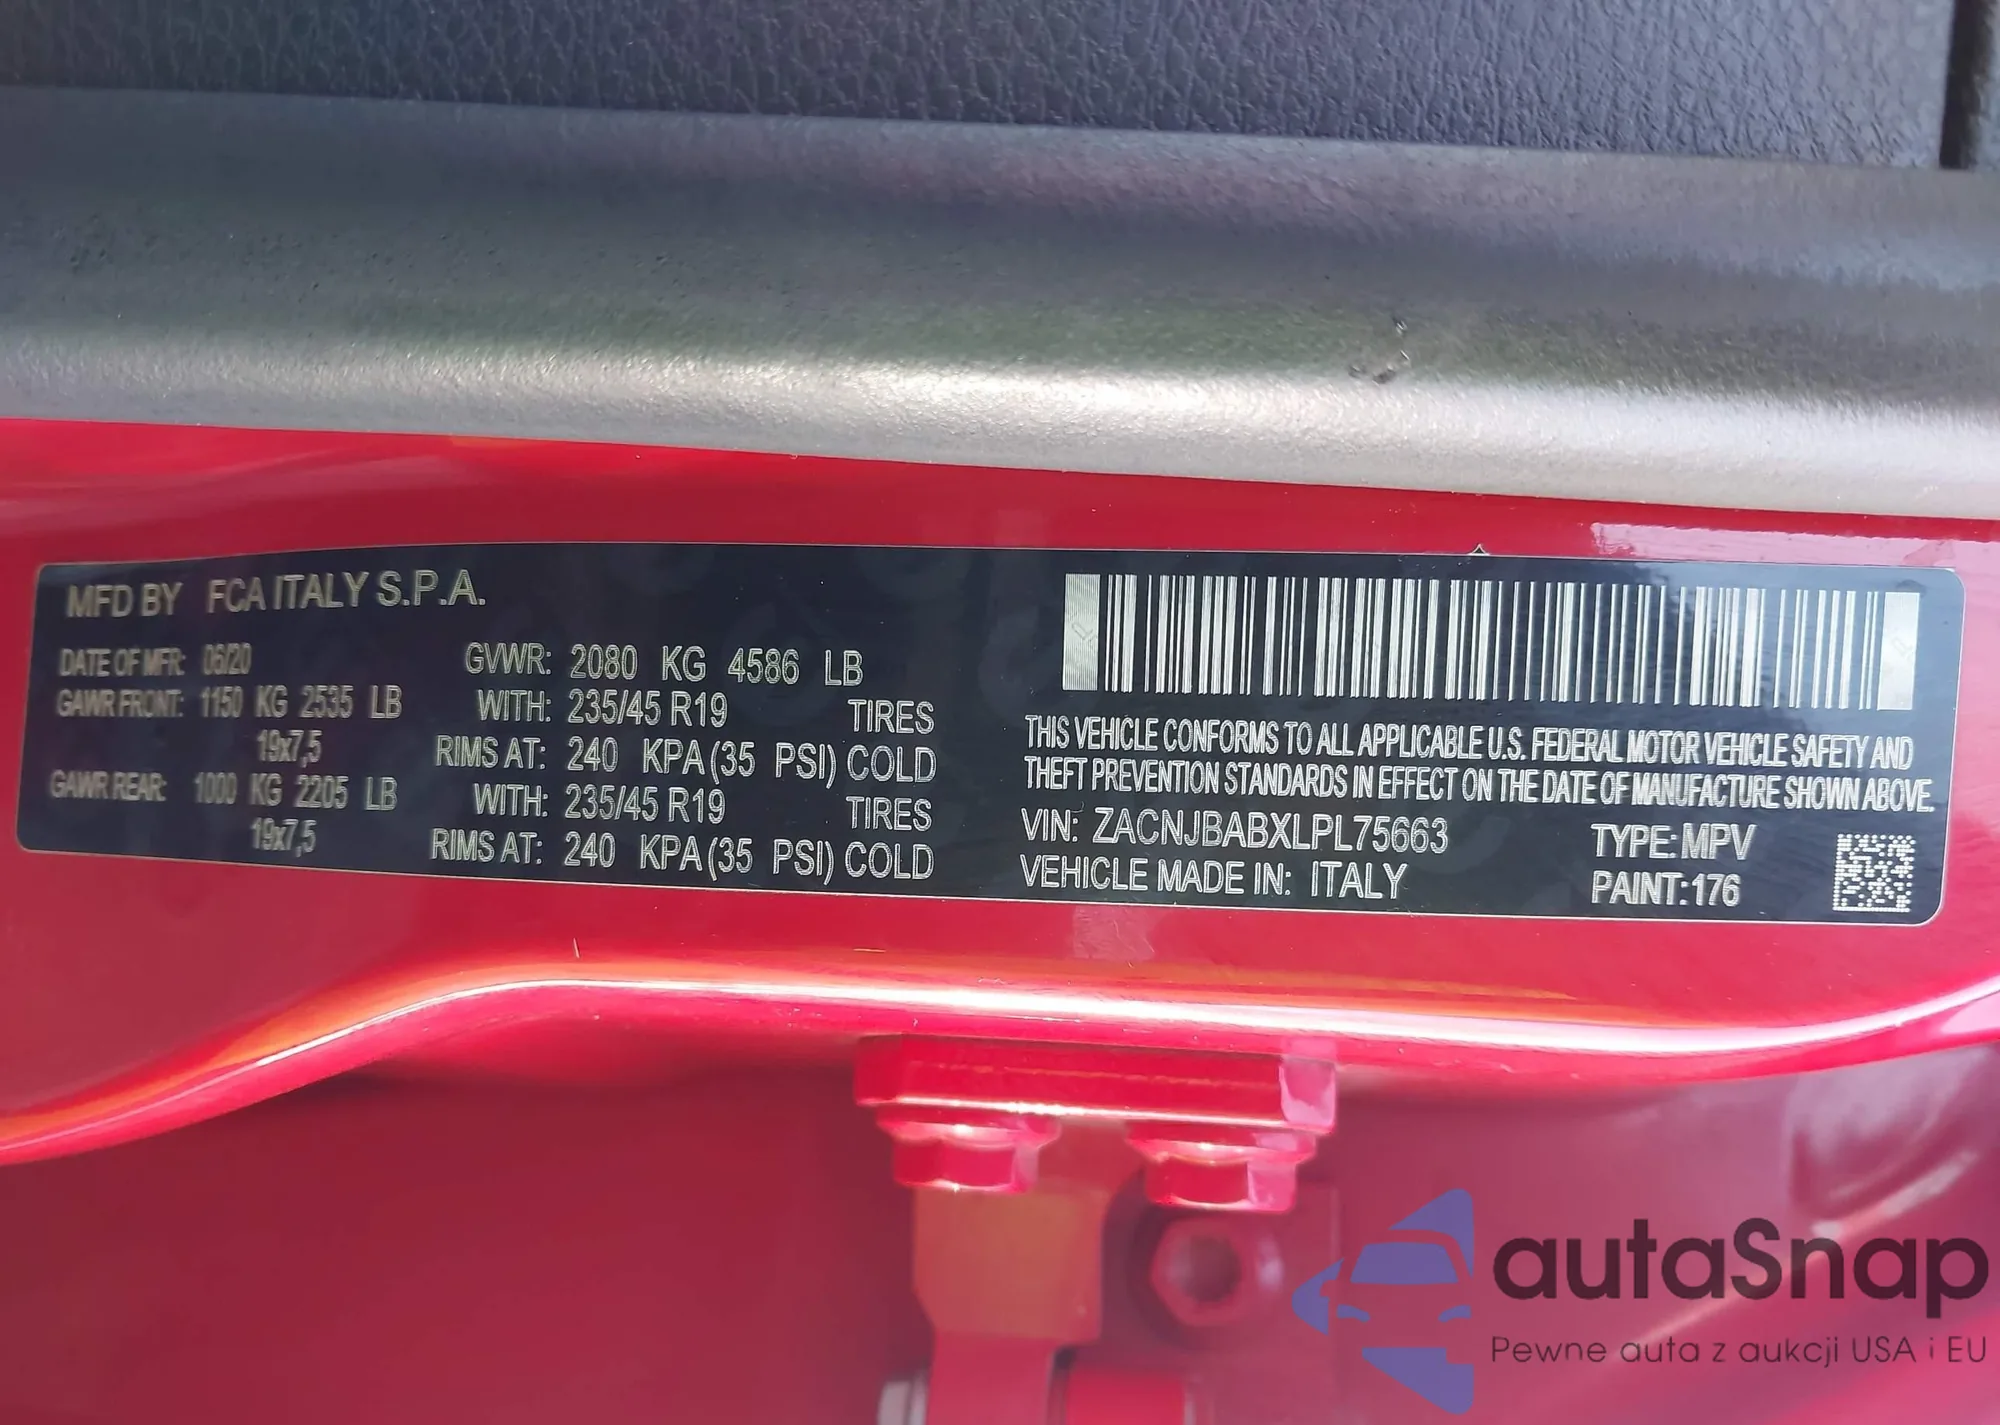 MFD BY FCA ITALY S.P.A.
DATE OF MFR: 06/20 GVWR: 2080 KG 4586 LB
GAWR FRONT: 1150 KG 2535 LB WITH: 235/45 R19 TIRES
19x7,5 RIMS AT: 240 KPA (35 PSI) COLD
GAWR REAR: 1000 KG 2205 LB WITH: 235/45 R19 TIRES
19x7,5 RIMS AT: 240 KPA (35 PSI) COLD
THIS VEHICLE CONFORMS TO ALL APPLICABLE U.S. FEDERAL MOTOR VEHICLE SAFETY AND
THEFT PREVENTION STANDARDS IN EFFECT ON THE DATE OF MANUFACTURE SHOWN ABOVE.
VIN: ZACNJBABXLPL75663 TYPE: MPV
VEHICLE MADE IN: ITALY PAINT: 176
autaSnap
Pewne auta z aukcji USA i EU